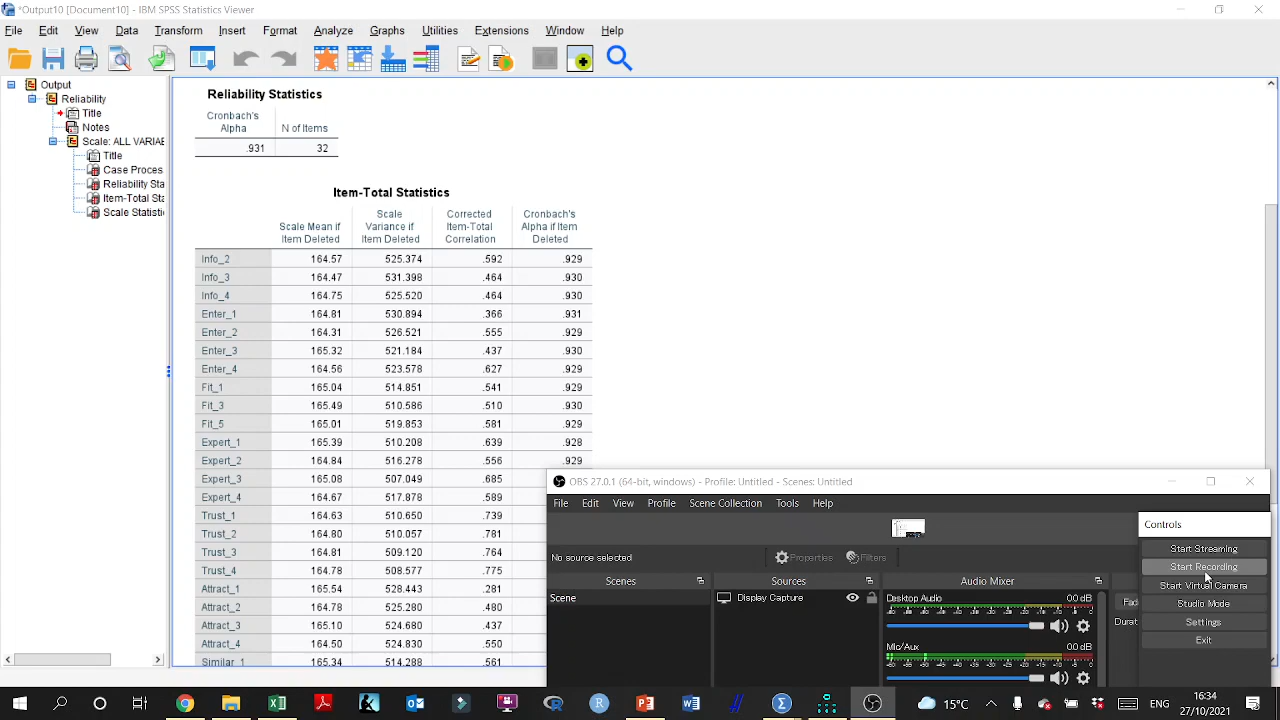 *Output10 [Document10] - IBM SPSS Statistics Viewer
File Edit View Data Transform Insert Format Analyze Graphs Utilities Extensions Window Help
Output
Reliability
Title
Notes
Scale: ALL VARIAB
Title
Case Proces
Reliability Sta
Item-Total Sta
Scale Statisti
Reliability Statistics
Cronbach's
Alpha N of Items
.931 32
Item-Total Statistics
Scale Mean if
Item Deleted
Scale
Variance if
Item Deleted
Corrected
Item-Total
Correlation
Cronbach's
Alpha if Item
Deleted
Info_2 164.57 525.374 .592 .929
Info_3 164.47 531.398 .464 .930
Info_4 164.75 525.520 .464 .930
Enter_1 164.81 530.894 .366 .931
Enter_2 164.31 526.521 .555 .929
Enter_3 165.32 521.184 .437 .930
Enter_4 164.56 523.578 .627 .929
Fit_1 165.04 514.851 .541 .929
Fit_3 165.49 510.586 .510 .930
Fit_5 165.01 519.853 .581 .929
Expert_1 165.39 510.208 .639 .928
Expert_2 164.84 516.278 .556 .929
Expert_3 165.08 507.049 .685
Expert_4 164.67 517.878 .589
Trust_1 164.63 510.650 .739
Trust_2 164.80 510.057 .781
Trust_3 164.81 509.120 .764
Trust_4 164.78 508.577 .775
Attract_1 165.54 528.443 .281
Attract_2 164.78 525.280 .480
Attract_3 165.10 524.680 .437
Attract_4 164.50 524.830 .550
Similar_1 165.34 514.288 .561
OBS 27.0.1 (64-bit, windows) - Profile: Untitled - Scenes: Untitled
File Edit View Profile Scene Collection Tools Help
No source selected
Properties Filters
Scenes
Scene
Sources
Display Capture
Audio Mixer
Desktop Audio 0.0 dB
Mic/Aux 0.0 dB
Fad
Durat
Controls
Start Streaming
Start Recording
Start Virtual Camera
Studio Mode
Settings
Exit
15°C
ENG
16:34
27/10/2021